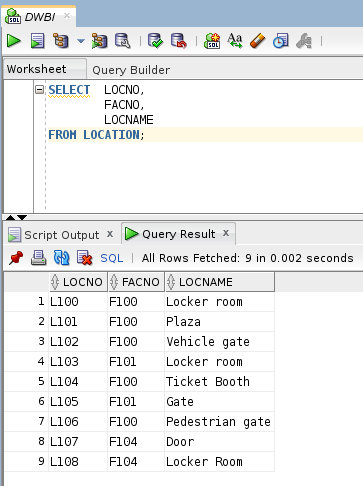 SQL DWBI ×
Aa
Worksheet Query Builder
SELECT LOCNO,
FACNO,
LOCNAME
FROM LOCATION;
Script Output × Query Result ×
SQL | All Rows Fetched: 9 in 0.002 seconds
LOCNO FACNO LOCNAME
1 L100 F100 Locker room
2 L101 F100 Plaza
3 L102 F100 Vehicle gate
4 L103 F101 Locker room
5 L104 F100 Ticket Booth
6 L105 F101 Gate
7 L106 F100 Pedestrian gate
8 L107 F104 Door
9 L108 F104 Locker Room